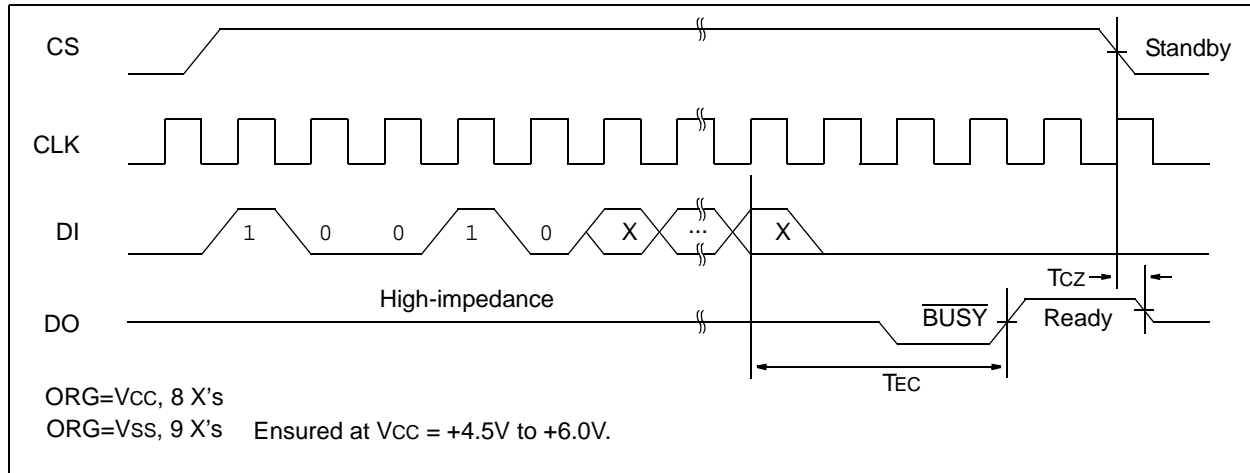 CS
Standby
CLK
DI
1 0 0 1 0 X ... X
TCZ
High-impedance
DO
BUSY
Ready
TEC
ORG=VCC, 8 X's
ORG=VSS, 9 X's Ensured at VCC = +4.5V to +6.0V.